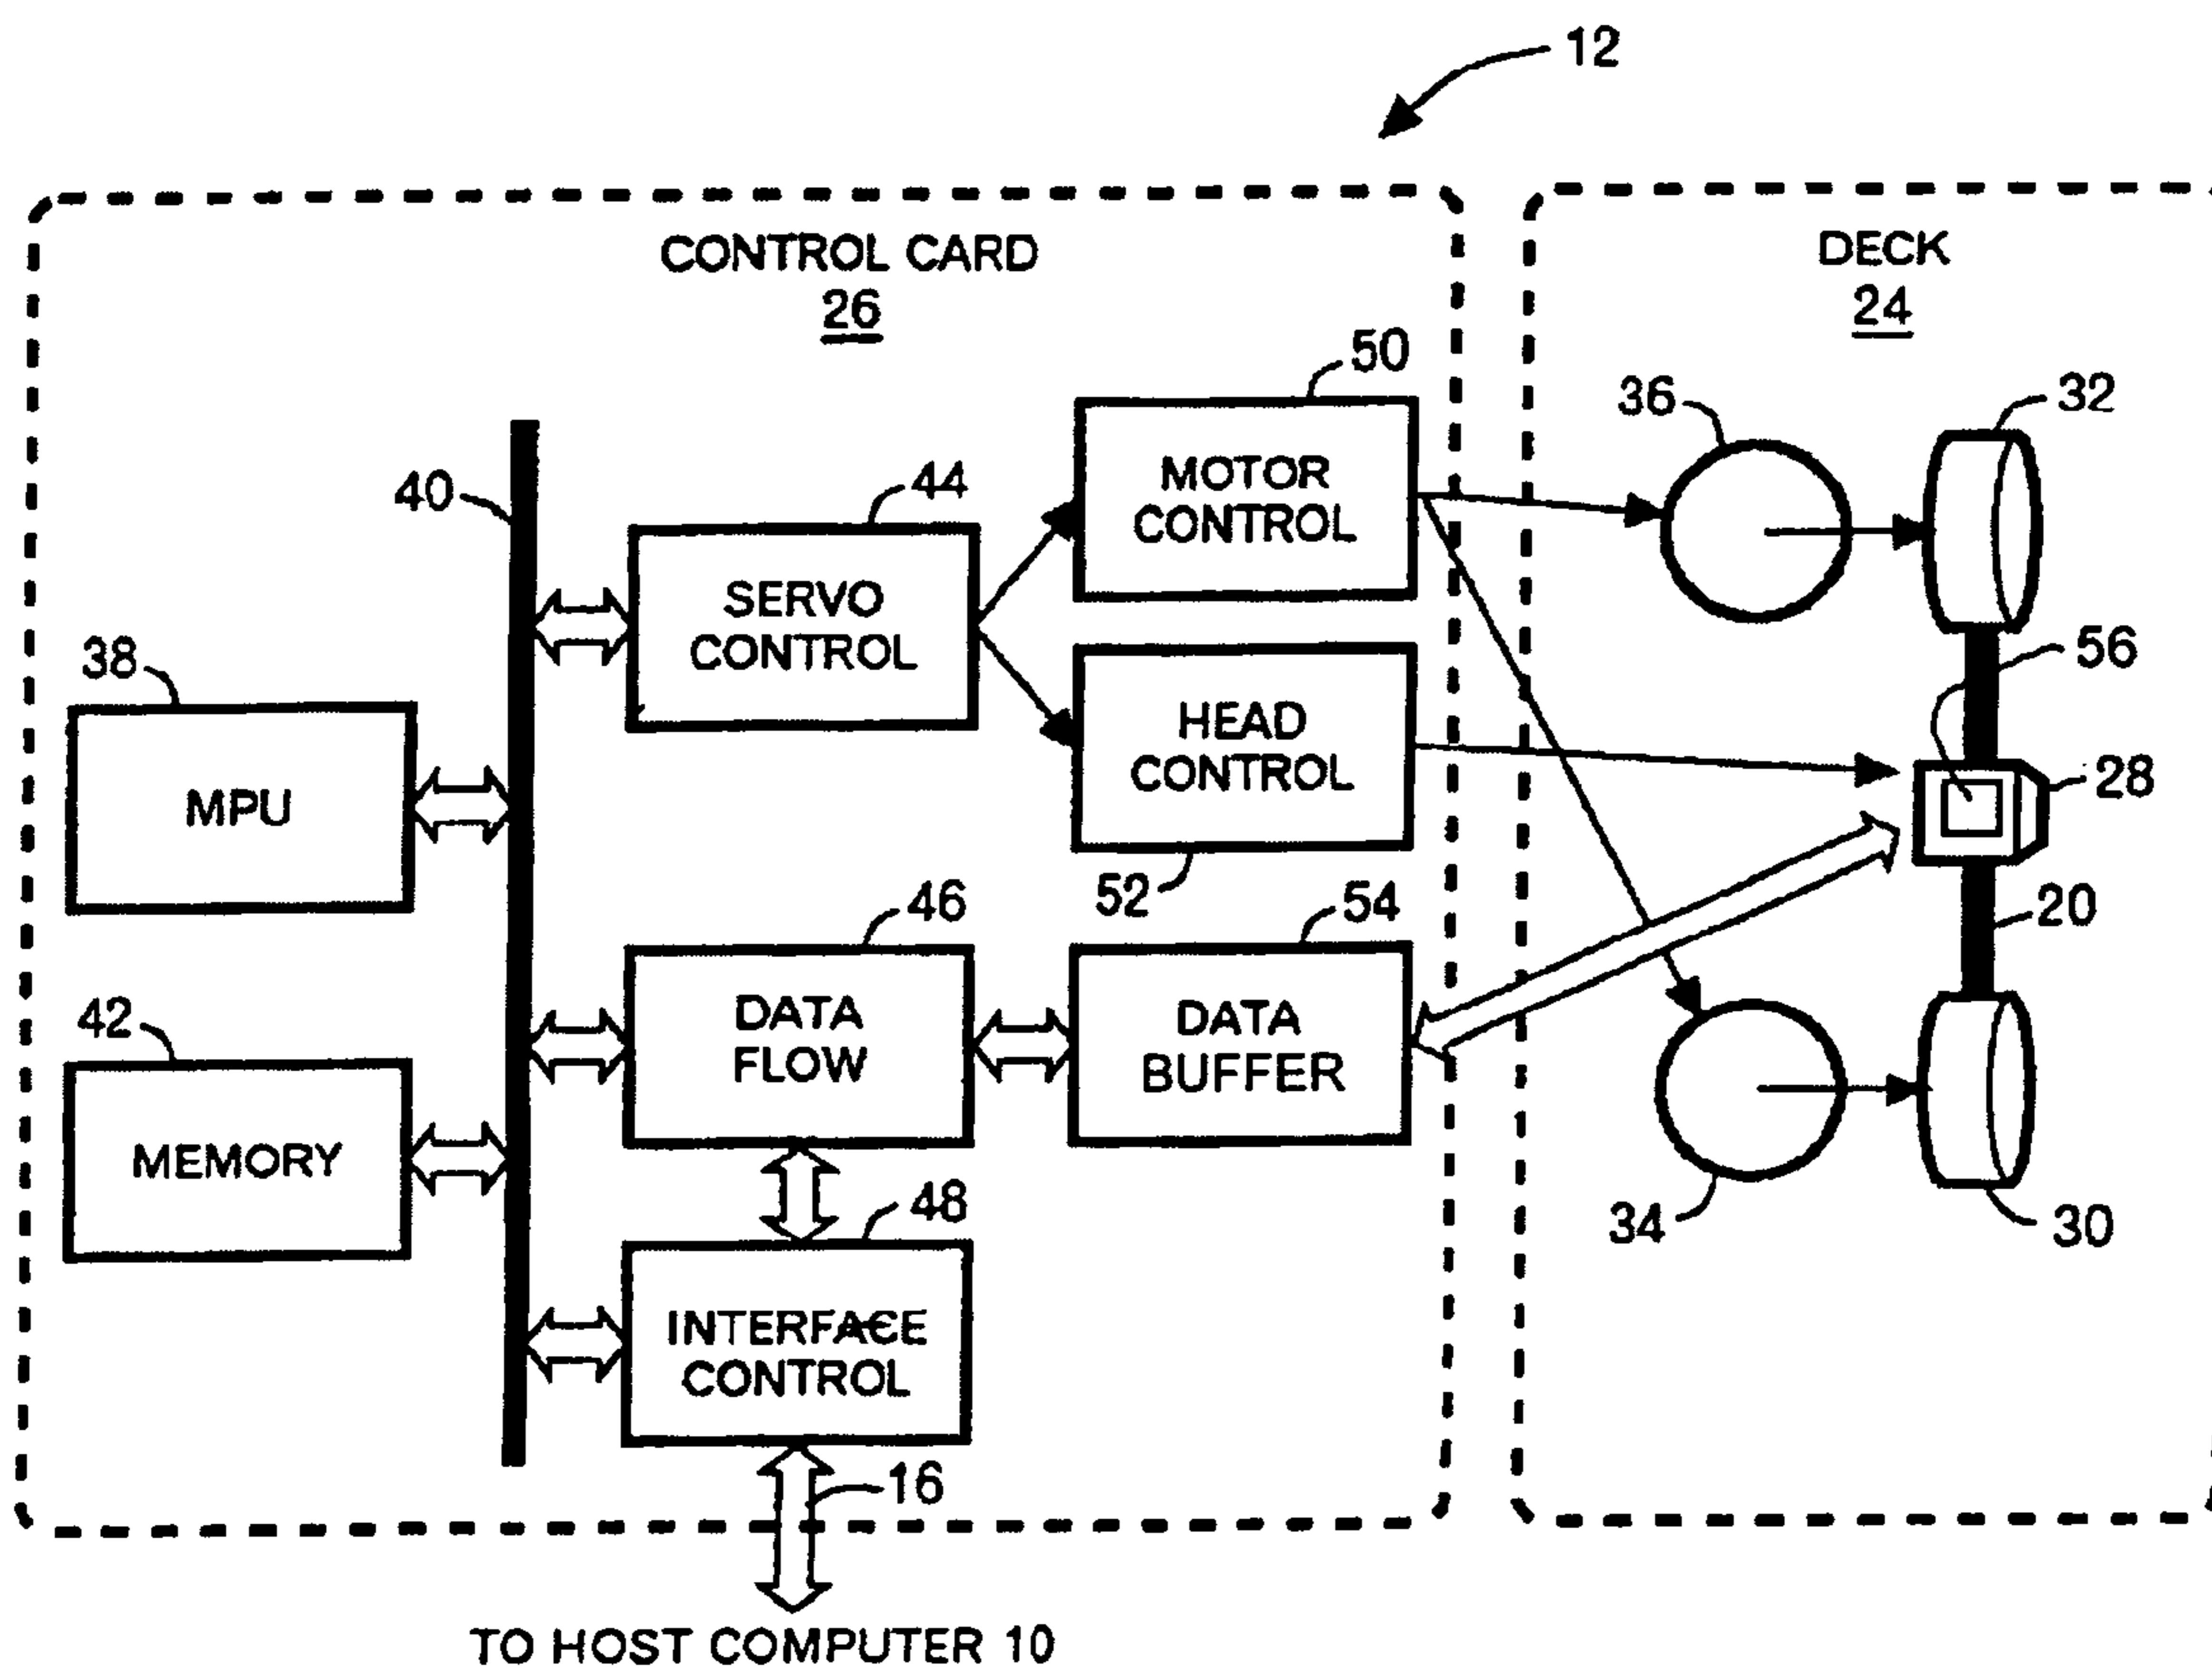 12
CONTROL CARD
26
DECK
24
50
36
32
40
44
MOTOR
CONTROL
SERVO
CONTROL
38
56
HEAD
CONTROL
MPU
28
52
46
54
20
42
DATA
FLOW
DATA
BUFFER
MEMORY
48
34
30
INTERFACE
CONTROL
16
TO HOST COMPUTER 10